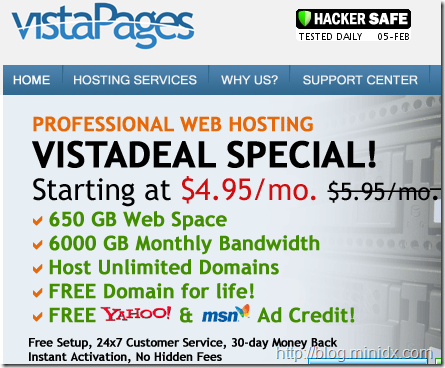 vistaPages
HACKER SAFE
TESTED DAILY 05-FEB
HOME HOSTING SERVICES WHY US? SUPPORT CENTER
PROFESSIONAL WEB HOSTING
VISTADEAL SPECIAL!
Starting at $4.95/mo. $5.95/mo.
650 GB Web Space
6000 GB Monthly Bandwidth
Host Unlimited Domains
FREE Domain for life!
FREE YAHOO! & msn Ad Credit!
Free Setup, 24x7 Customer Service, 30-day Money Back
Instant Activation, No Hidden Fees
http://blog.minidx.com